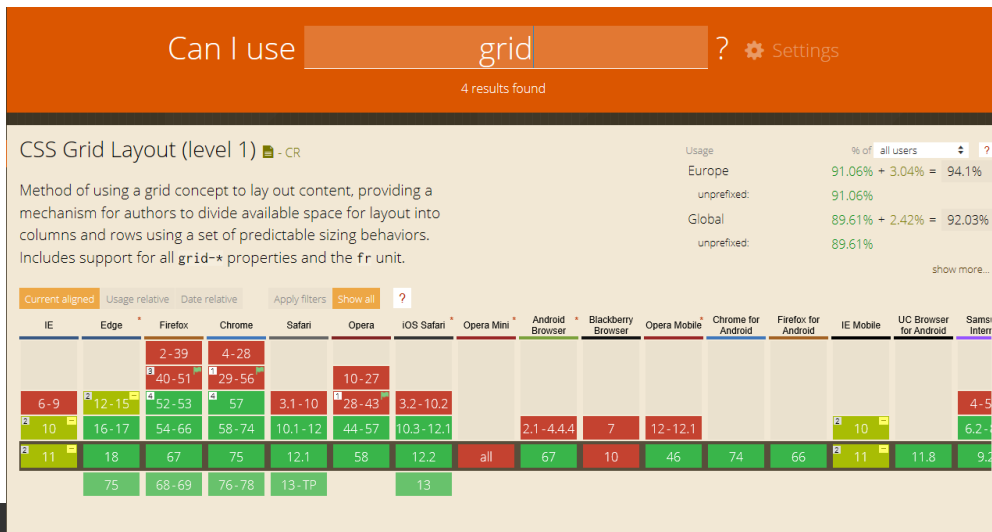 Can I use grid ? Settings
4 results found
CSS Grid Layout (level 1) - CR
Usage % of all users ?
Method of using a grid concept to lay out content, providing a
mechanism for authors to divide available space for layout into
columns and rows using a set of predictable sizing behaviors.
Includes support for all grid-* properties and the fr unit.
Europe 91.06% + 3.04% = 94.1%
unprefixed: 91.06%
Global 89.61% + 2.42% = 92.03%
unprefixed: 89.61%
show more...
Current aligned Usage relative Date relative Apply filters Show all ?
IE Edge * Firefox Chrome Safari Opera iOS Safari * Opera Mini * Android Browser * Blackberry Browser Opera Mobile * Chrome for Android Firefox for Android IE Mobile UC Browser for Android Samsu Intern
2-39 4-28
3 40-51 1 29-56 10-27
6-9 2 12-15 4 52-53 4 57 3.1-10 1 28-43 3.2-10.2 4-5
2 10 16-17 54-66 58-74 10.1-12 44-57 10.3-12.1 2.1-4.4.4 7 12-12.1 2 10 6.2-8
2 11 18 67 75 12.1 58 12.2 all 67 10 46 74 66 2 11 11.8 9.2
75 68-69 76-78 13-TP 13